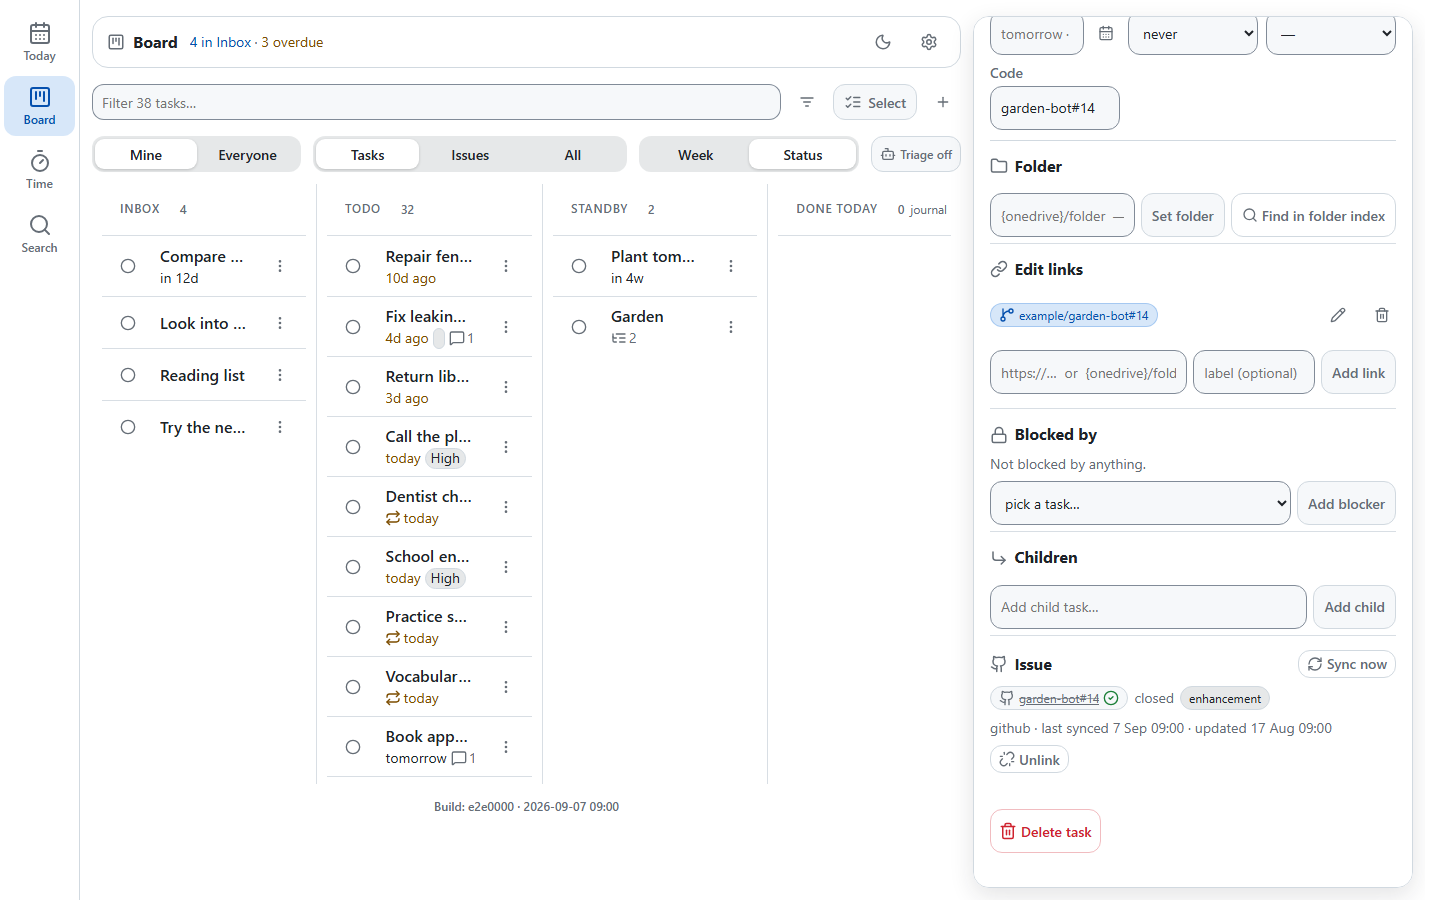 Today
Board
Time
Search
Board 4 in Inbox · 3 overdue
Filter 38 tasks...
Select
Mine Everyone
Tasks Issues All
Week Status
Triage off
INBOX 4
Compare ...
in 12d
Look into ...
Reading list
Try the ne...
TODO 32
Repair fen...
10d ago
Fix leakin...
4d ago 1
Return lib...
3d ago
Call the pl...
today High
Dentist ch...
today
School en...
today High
Practice s...
today
Vocabular...
today
Book app...
tomorrow 1
STANDBY 2
Plant tom...
in 4w
Garden
2
DONE TODAY 0 journal
Build: e2e0000 · 2026-09-07 09:00
tomorrow ·
never
—
Code
garden-bot#14
Folder
{onedrive}/folder —
Set folder
Find in folder index
Edit links
example/garden-bot#14
https://... or {onedrive}/fold
label (optional)
Add link
Blocked by
Not blocked by anything.
pick a task...
Add blocker
Children
Add child task...
Add child
Issue
Sync now
garden-bot#14 closed enhancement
github · last synced 7 Sep 09:00 · updated 17 Aug 09:00
Unlink
Delete task